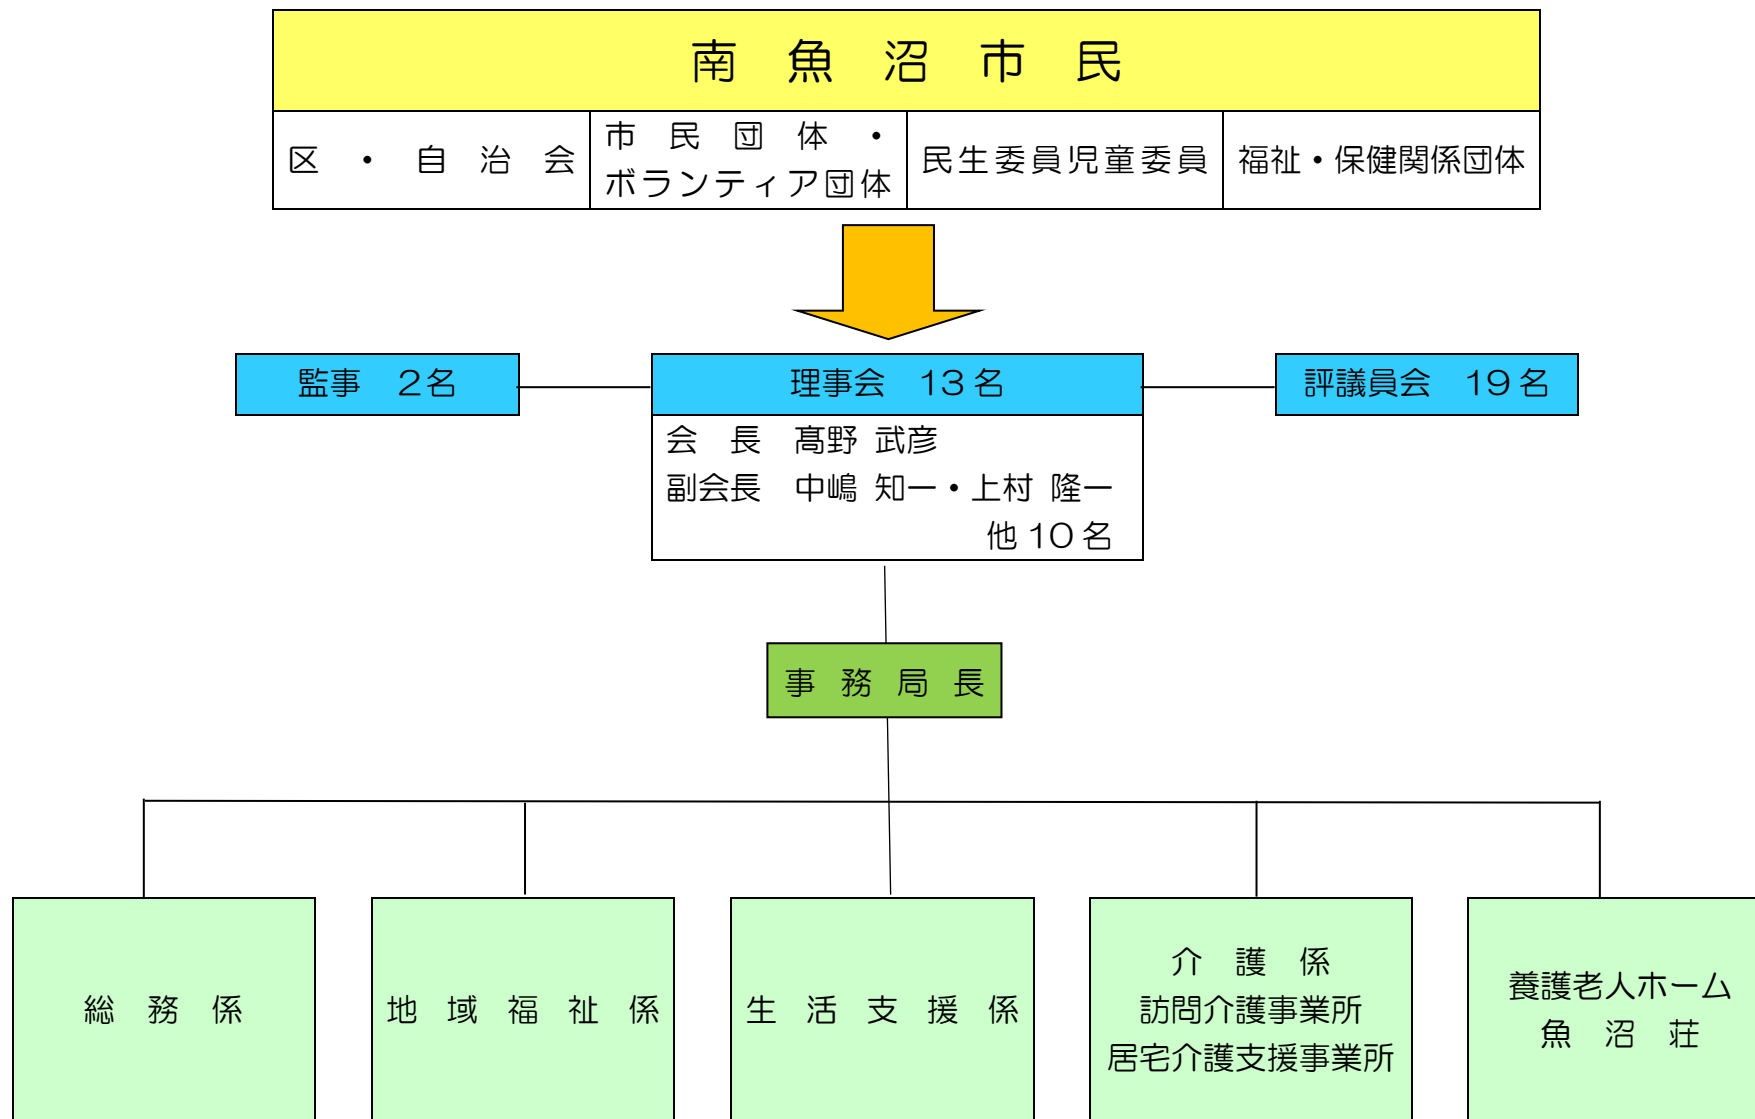 南魚沼市民
区・自治会
市民団体・
ボランティア団体
民生委員児童委員
福祉・保健関係団体
監事　2名
理事会　13名
評議員会　19名
会　長　髙野 武彦
副会長　中嶋 知一・上村 隆一
他10名
事務局長
総務係
地域福祉係
生活支援係
介護係
訪問介護事業所
居宅介護支援事業所
養護老人ホーム
魚沼荘